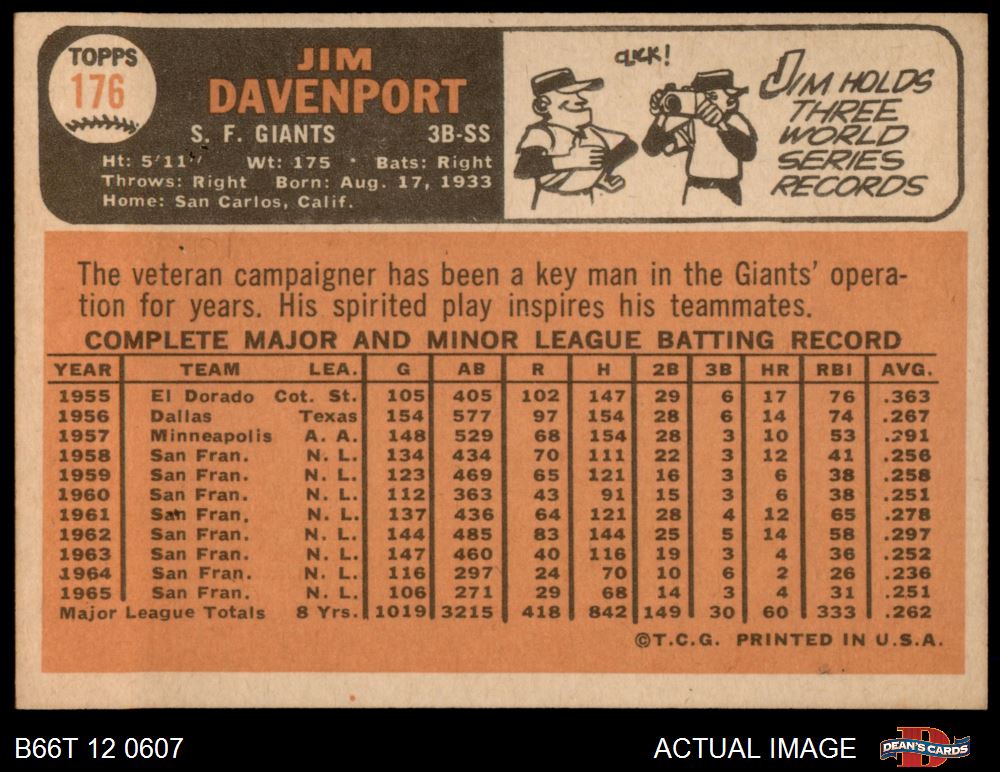 TOPPS
176
JIM
DAVENPORT
S. F. GIANTS 3B-SS
Ht: 5'11" Wt: 175 • Bats: Right
Throws: Right Born: Aug. 17, 1933
Home: San Carlos, Calif.
CLICK!
JIM HOLDS
THREE
WORLD
SERIES
RECORDS
The veteran campaigner has been a key man in the Giants' opera-
tion for years. His spirited play inspires his teammates.
COMPLETE MAJOR AND MINOR LEAGUE BATTING RECORD
YEAR TEAM LEA. G AB R H 2B 3B HR RBI AVG.
1955 El Dorado Cot. St. 105 405 102 147 29 6 17 76 .363
1956 Dallas Texas 154 577 97 154 28 6 14 74 .267
1957 Minneapolis A. A. 148 529 68 154 28 3 10 53 .291
1958 San Fran. N. L. 134 434 70 111 22 3 12 41 .256
1959 San Fran. N. L. 123 469 65 121 16 3 6 38 .258
1960 San Fran. N. L. 112 363 43 91 15 3 6 38 .251
1961 San Fran. N. L. 137 436 64 121 28 4 12 65 .278
1962 San Fran. N. L. 144 485 83 144 25 5 14 58 .297
1963 San Fran. N. L. 147 460 40 116 19 3 4 36 .252
1964 San Fran. N. L. 116 297 24 70 10 6 2 26 .236
1965 San Fran. N. L. 106 271 29 68 14 3 4 31 .251
Major League Totals 8 Yrs. 1019 3215 418 842 149 30 60 333 .262
©T.C.G. PRINTED IN U.S.A.
B66T 12 0607 ACTUAL IMAGE DEAN'S CARDS